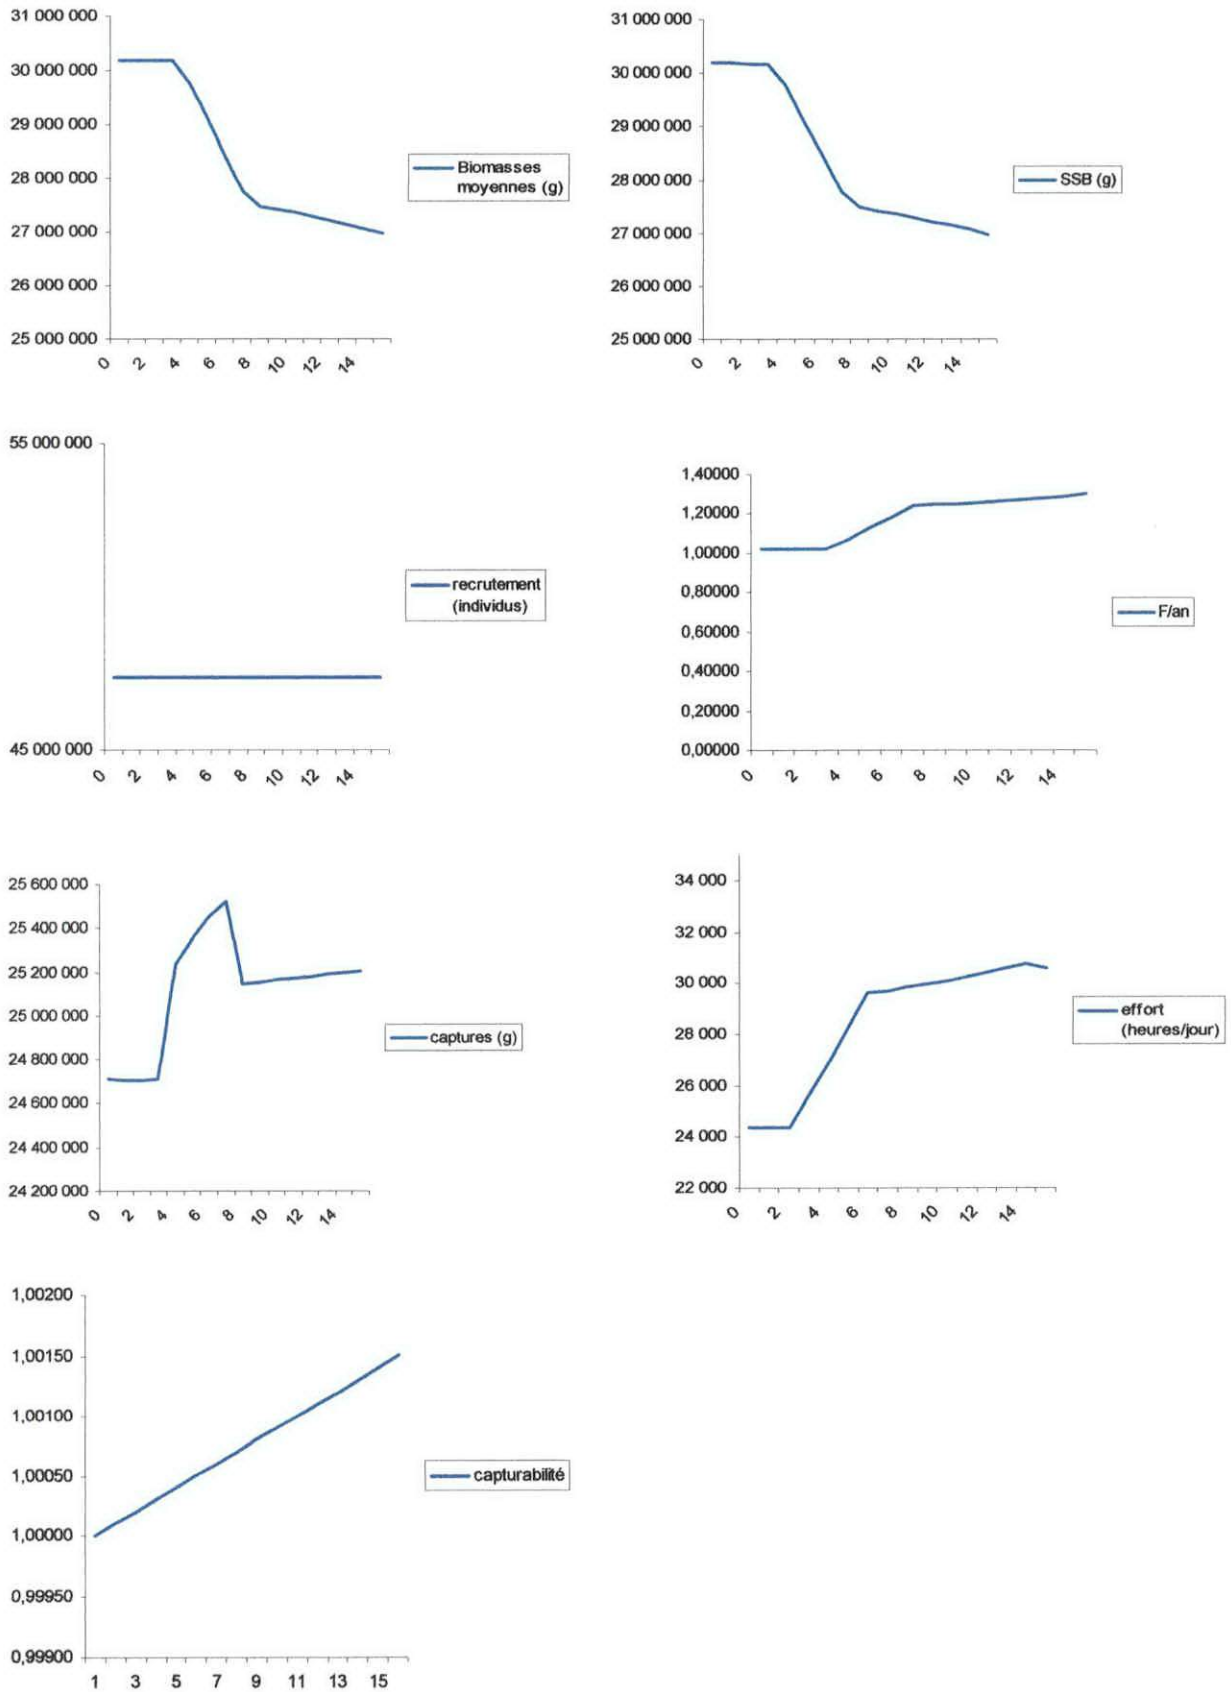 31 000 000
30 000 000
29 000 000
28 000 000
27 000 000
26 000 000
25 000 000
0 2 4 6 8 10 12 14
Biomasses
moyennes (g)
31 000 000
30 000 000
29 000 000
28 000 000
27 000 000
26 000 000
25 000 000
0 2 4 6 8 10 12 14
SSB (g)
55 000 000
45 000 000
0 2 4 6 8 10 12 14
recrutement
(individus)
1,40000
1,20000
1,00000
0,80000
0,60000
0,40000
0,20000
0,00000
0 2 4 6 8 10 12 14
F/an
25 600 000
25 400 000
25 200 000
25 000 000
24 800 000
24 600 000
24 400 000
24 200 000
0 2 4 6 8 10 12 14
captures (g)
34 000
32 000
30 000
28 000
26 000
24 000
22 000
0 2 4 6 8 10 12 14
effort
(heures/jour)
1,00200
1,00150
1,00100
1,00050
1,00000
0,99950
0,99900
1 3 5 7 9 11 13 15
capturabilité